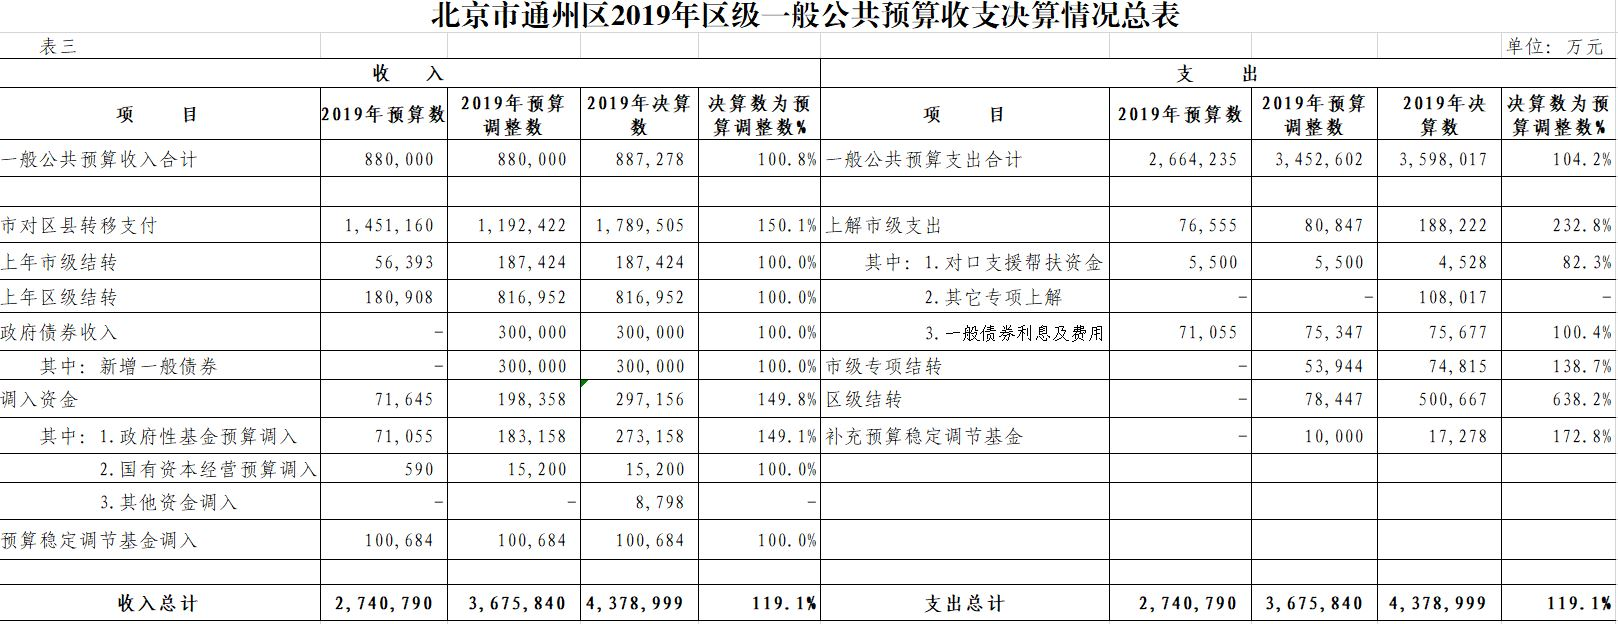 北京市通州区2019年区级一般公共预算收支决算情况总表
表三 单位：万元
收 入 支 出
项 目 2019年预算数 2019年预算调整数 2019年决算数 决算数为预算调整数% 项 目 2019年预算数 2019年预算调整数 2019年决算数 决算数为预算调整数%
一般公共预算收入合计 880,000 880,000 887,278 100.8% 一般公共预算支出合计 2,664,235 3,452,602 3,598,017 104.2%
市对区县转移支付 1,451,160 1,192,422 1,789,505 150.1% 上解市级支出 76,555 80,847 188,222 232.8%
上年市级结转 56,393 187,424 187,424 100.0% 其中：1.对口支援帮扶资金 5,500 5,500 4,528 82.3%
上年区级结转 180,908 816,952 816,952 100.0% 2.其它专项上解 - - 108,017 -
政府债券收入 - 300,000 300,000 100.0% 3.一般债券利息及费用 71,055 75,347 75,677 100.4%
其中：新增一般债券 - 300,000 300,000 100.0% 市级专项结转 - 53,944 74,815 138.7%
调入资金 71,645 198,358 297,156 149.8% 区级结转 - 78,447 500,667 638.2%
其中：1.政府性基金预算调入 71,055 183,158 273,158 149.1% 补充预算稳定调节基金 - 10,000 17,278 172.8%
2.国有资本经营预算调入 590 15,200 15,200 100.0%
3.其他资金调入 - - 8,798 -
预算稳定调节基金调入 100,684 100,684 100,684 100.0%
收入总计 2,740,790 3,675,840 4,378,999 119.1% 支出总计 2,740,790 3,675,840 4,378,999 119.1%